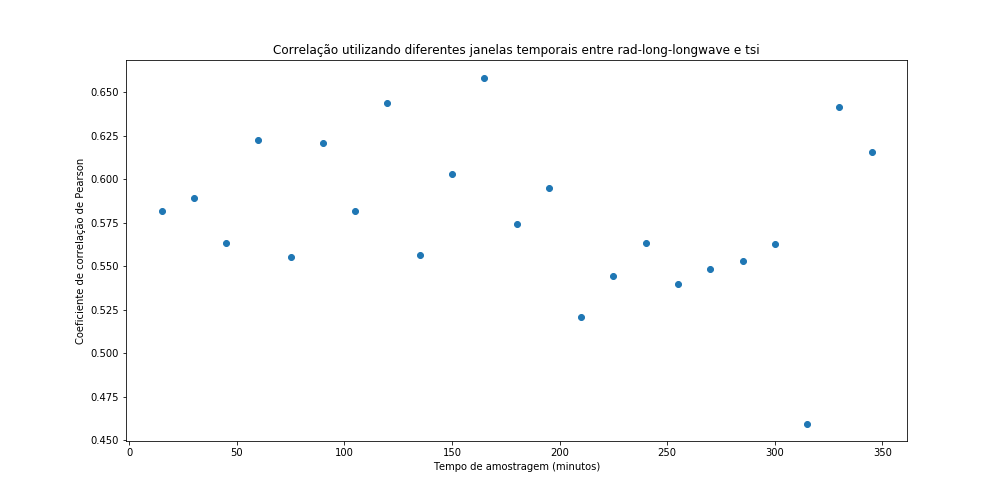 Correlação utilizando diferentes janelas temporais entre rad-long-longwave e tsi
Coeficiente de correlação de Pearson
0.650
0.625
0.600
0.575
0.550
0.525
0.500
0.475
0.450
0 50 100 150 200 250 300 350
Tempo de amostragem (minutos)